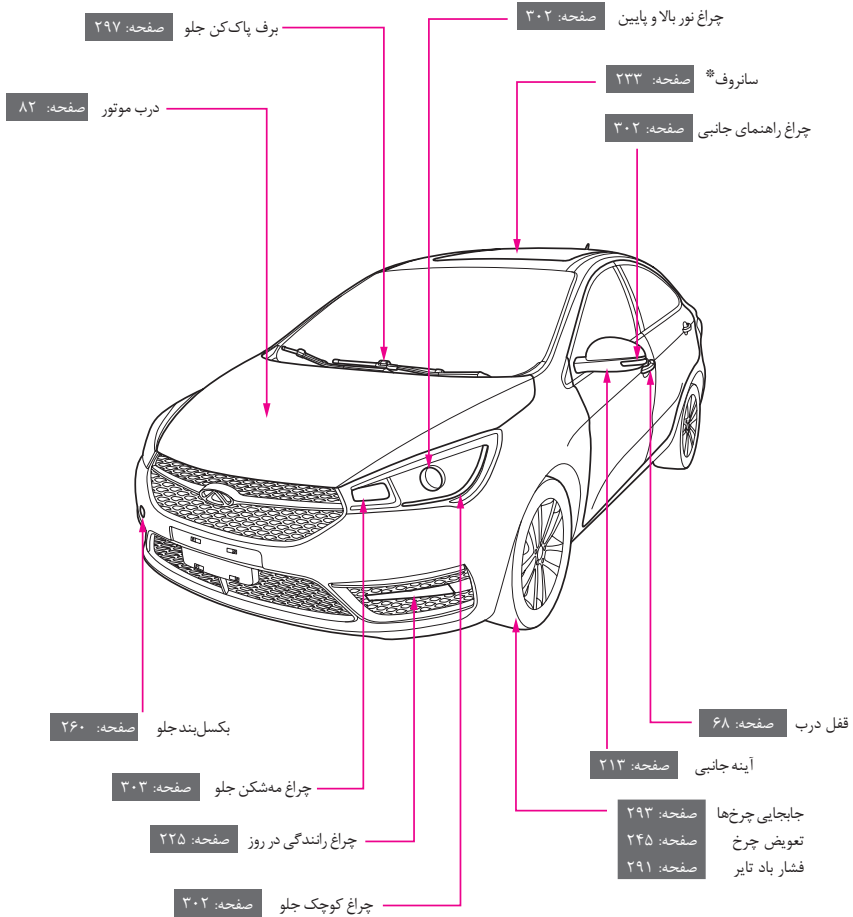 چراغ نور بالا و پایین صفحه: ۳۰۲
برف پاک‌کن جلو صفحه: ۲۹۷
سانروف* صفحه: ۲۳۳
درب موتور صفحه: ۸۲
چراغ راهنمای جانبی صفحه: ۳۰۲
قفل درب صفحه: ۶۸
بکسل‌بند جلو صفحه: ۲۶۰
آینه جانبی صفحه: ۲۱۳
چراغ مه‌شکن جلو صفحه: ۳۰۳
جابجایی چرخ‌ها صفحه: ۲۹۳
تعویض چرخ صفحه: ۲۴۵
فشار باد تایر صفحه: ۲۹۱
چراغ رانندگی در روز صفحه: ۲۲۵
چراغ کوچک جلو صفحه: ۳۰۲